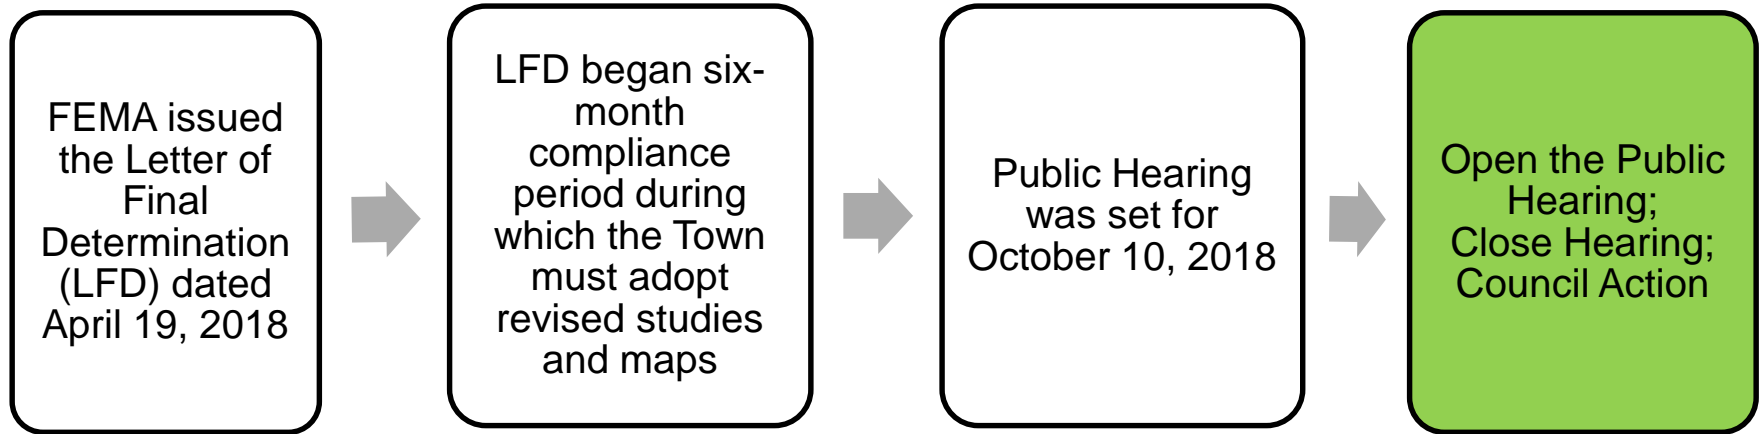 FEMA issued
the Letter of
Final
Determination
(LFD) dated
April 19, 2018
LFD began six-
month
compliance
period during
which the Town
must adopt
revised studies
and maps
Public Hearing
was set for
October 10, 2018
Open the Public
Hearing;
Close Hearing;
Council Action